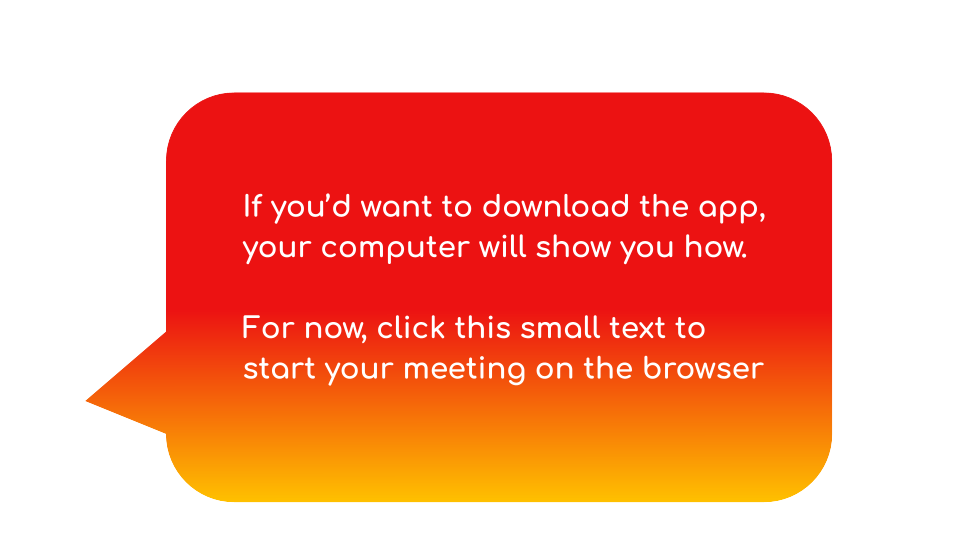 If you’d want to download the app,
your computer will show you how.
For now, click this small text to
start your meeting on the browser